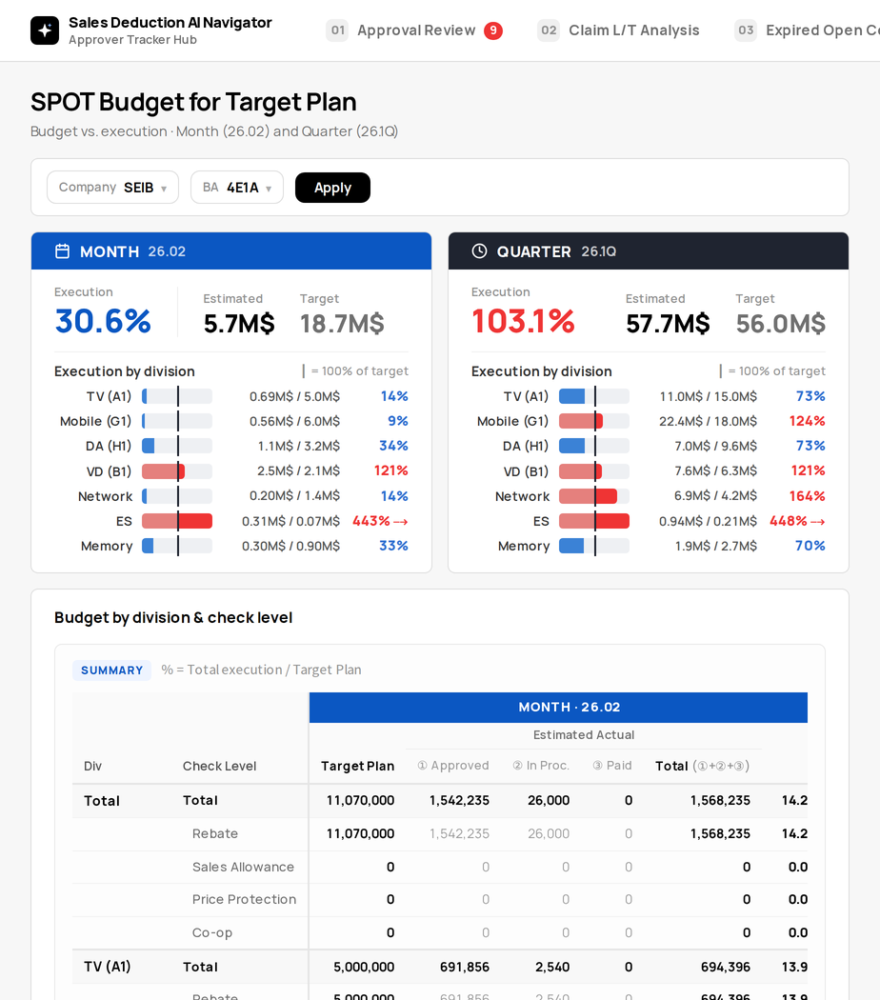 Sales Deduction AI Navigator
Approver Tracker Hub
01 Approval Review 9
02 Claim L/T Analysis
03 Expired Open C
SPOT Budget for Target Plan
Budget vs. execution · Month (26.02) and Quarter (26.1Q)
Company SEIB ▾ BA 4E1A ▾ Apply
MONTH 26.02
Execution Estimated Target
30.6% 5.7M$ 18.7M$
Execution by division | = 100% of target
TV (A1) 0.69M$ / 5.0M$ 14%
Mobile (G1) 0.56M$ / 6.0M$ 9%
DA (H1) 1.1M$ / 3.2M$ 34%
VD (B1) 2.5M$ / 2.1M$ 121%
Network 0.20M$ / 1.4M$ 14%
ES 0.31M$ / 0.07M$ 443% →
Memory 0.30M$ / 0.90M$ 33%
QUARTER 26.1Q
Execution Estimated Target
103.1% 57.7M$ 56.0M$
Execution by division | = 100% of target
TV (A1) 11.0M$ / 15.0M$ 73%
Mobile (G1) 22.4M$ / 18.0M$ 124%
DA (H1) 7.0M$ / 9.6M$ 73%
VD (B1) 7.6M$ / 6.3M$ 121%
Network 6.9M$ / 4.2M$ 164%
ES 0.94M$ / 0.21M$ 448% →
Memory 1.9M$ / 2.7M$ 70%
Budget by division & check level
SUMMARY % = Total execution / Target Plan
MONTH · 26.02
Estimated Actual
Div Check Level Target Plan ① Approved ② In Proc. ③ Paid Total (①+②+③)
Total Total 11,070,000 1,542,235 26,000 0 1,568,235 14.2
Rebate 11,070,000 1,542,235 26,000 0 1,568,235 14.2
Sales Allowance 0 0 0 0 0 0.0
Price Protection 0 0 0 0 0 0.0
Co-op 0 0 0 0 0 0.0
TV (A1) Total 5,000,000 691,856 2,540 0 694,396 13.9
Rebate 5,000,000 691,856 2,540 0 694,396 13.9